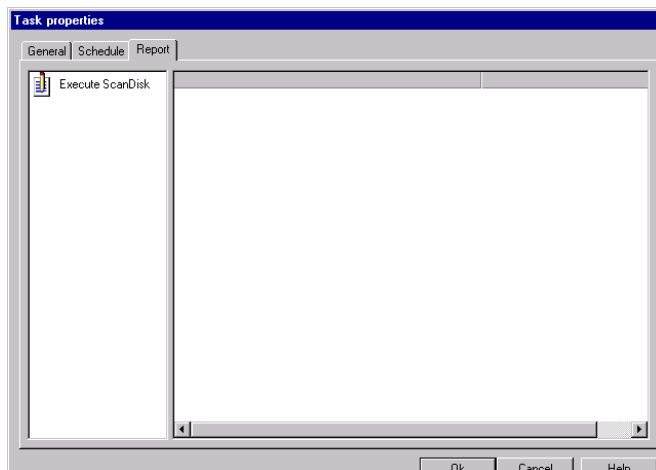 Task properties
General Schedule Report
Execute ScanDisk
Ok Cancel Help